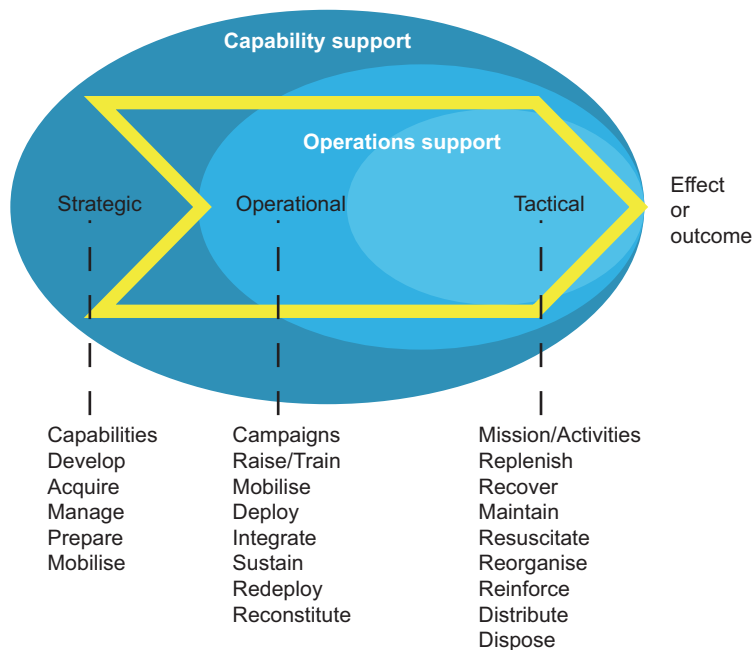 Capability support
Operations support
Strategic
Operational
Tactical
Effect
or
outcome
Capabilities
Develop
Acquire
Manage
Prepare
Mobilise
Campaigns
Raise/Train
Mobilise
Deploy
Integrate
Sustain
Redeploy
Reconstitute
Mission/Activities
Replenish
Recover
Maintain
Resuscitate
Reorganise
Reinforce
Distribute
Dispose